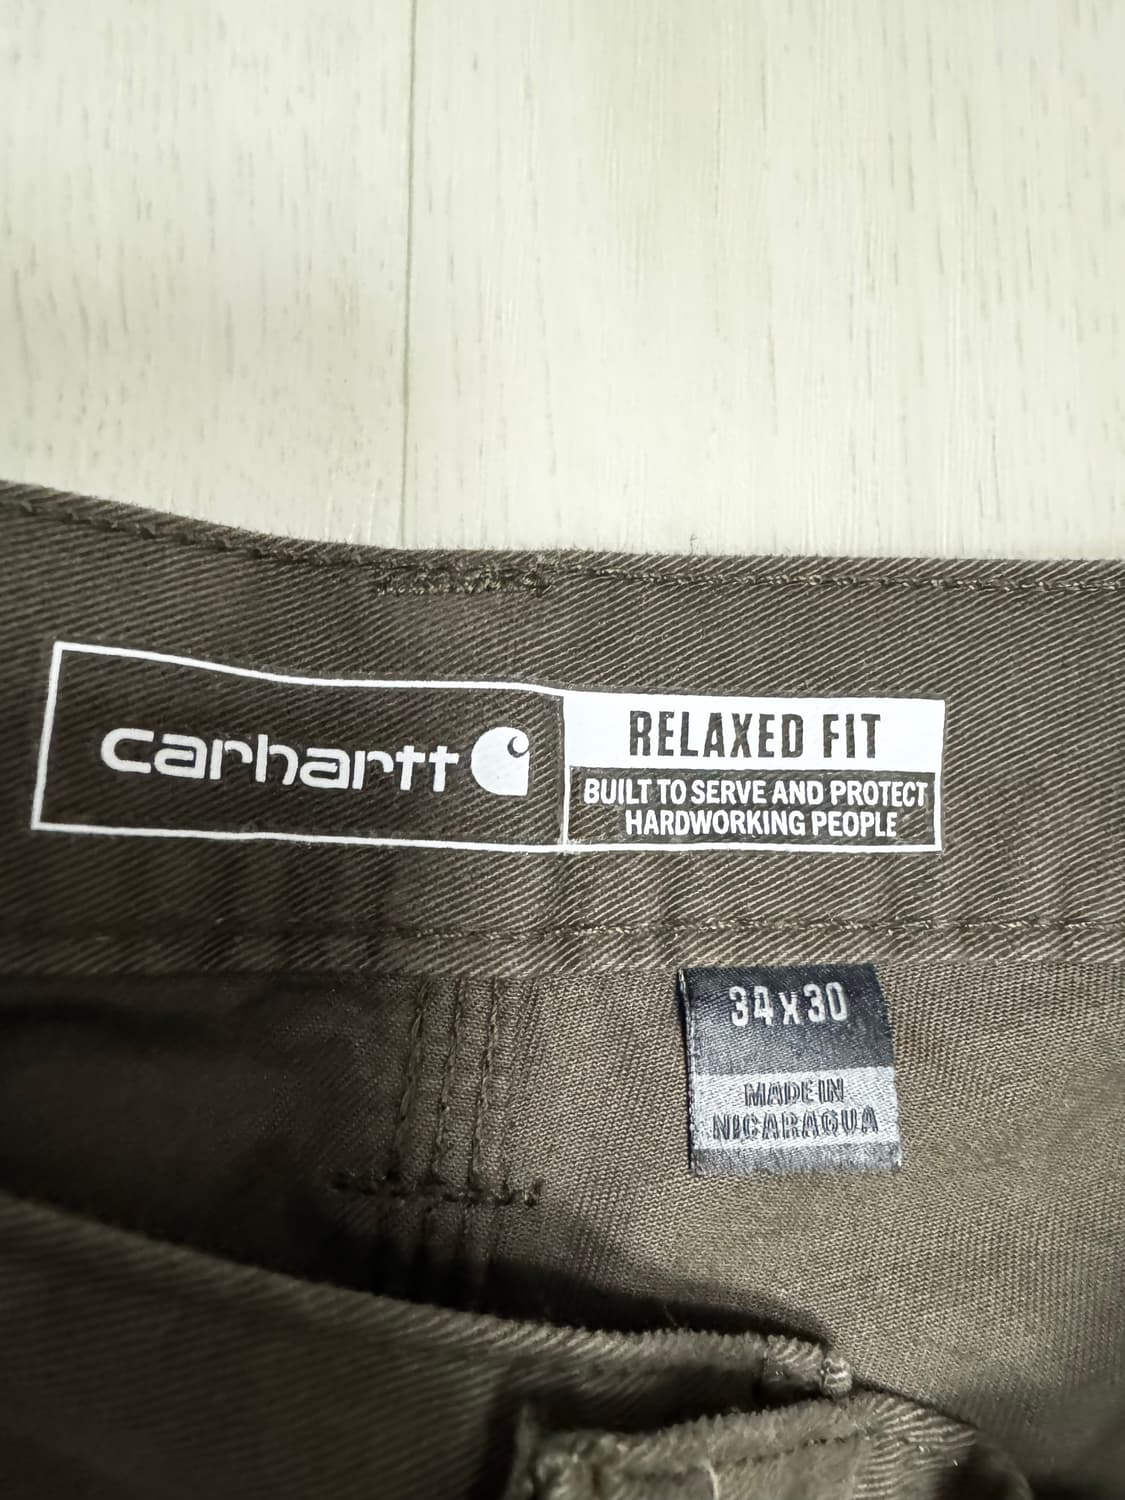 carhartt
RELAXED FIT
BUILT TO SERVE AND PROTECT
HARDWORKING PEOPLE
34 x 30
MADE IN
NICARAGUA